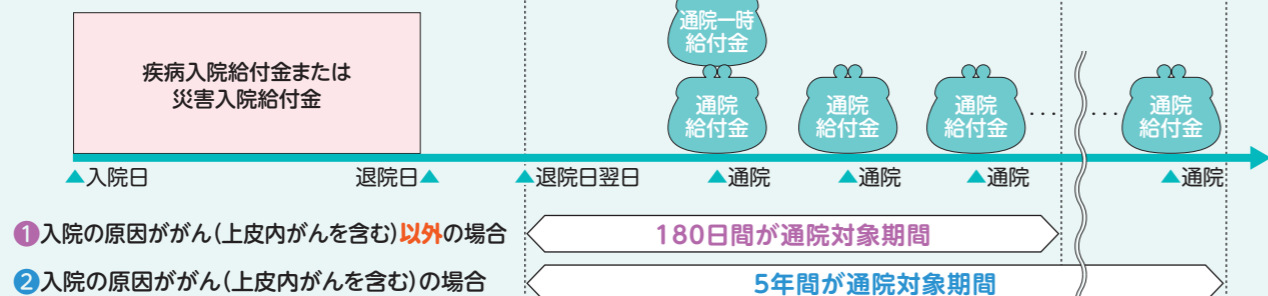 疾病入院給付金または
災害入院給付金
通院一時
給付金
通院
給付金
通院
給付金
通院
給付金
……
通院
給付金
▲入院日
退院日▲
▲退院日翌日
▲通院
▲通院
▲通院
▲通院
❶入院の原因ががん(上皮内がんを含む)以外の場合
180日間が通院対象期間
❷入院の原因ががん(上皮内がんを含む)の場合
5年間が通院対象期間